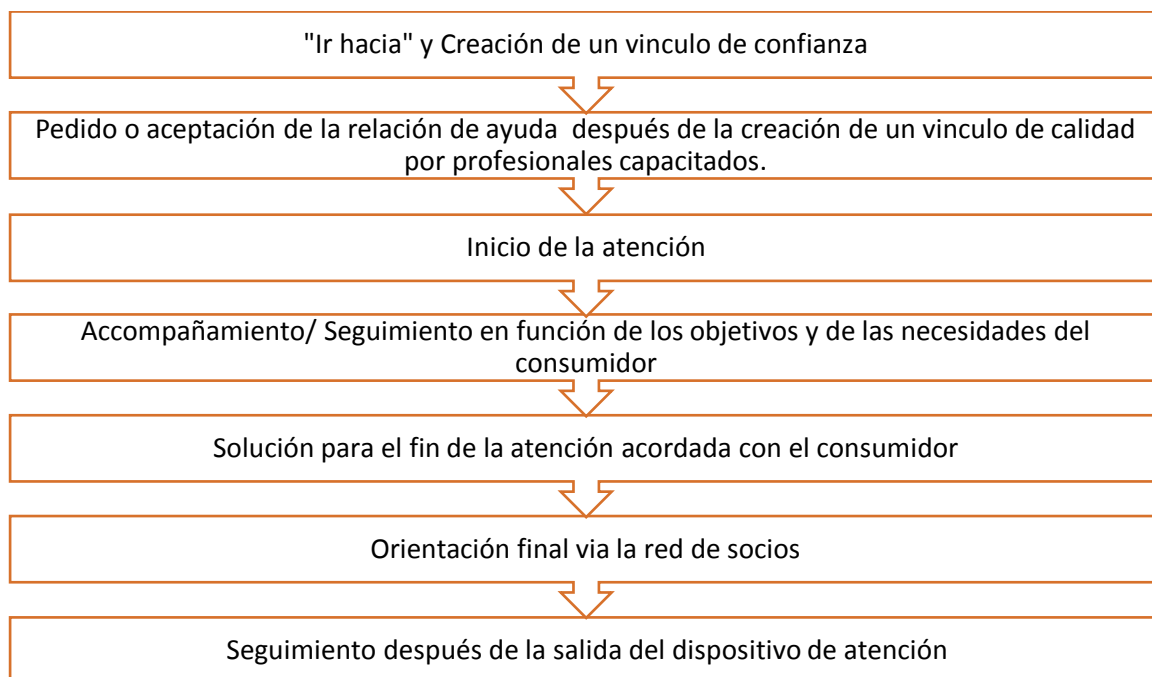 "Ir hacia" y Creación de un vinculo de confianza
Pedido o aceptación de la relación de ayuda después de la creación de un vinculo de calidad
por profesionales capacitados.
Inicio de la atención
Accompañamiento/ Seguimiento en función de los objetivos y de las necesidades del
consumidor
Solución para el fin de la atención acordada con el consumidor
Orientación final via la red de socios
Seguimiento después de la salida del dispositivo de atención